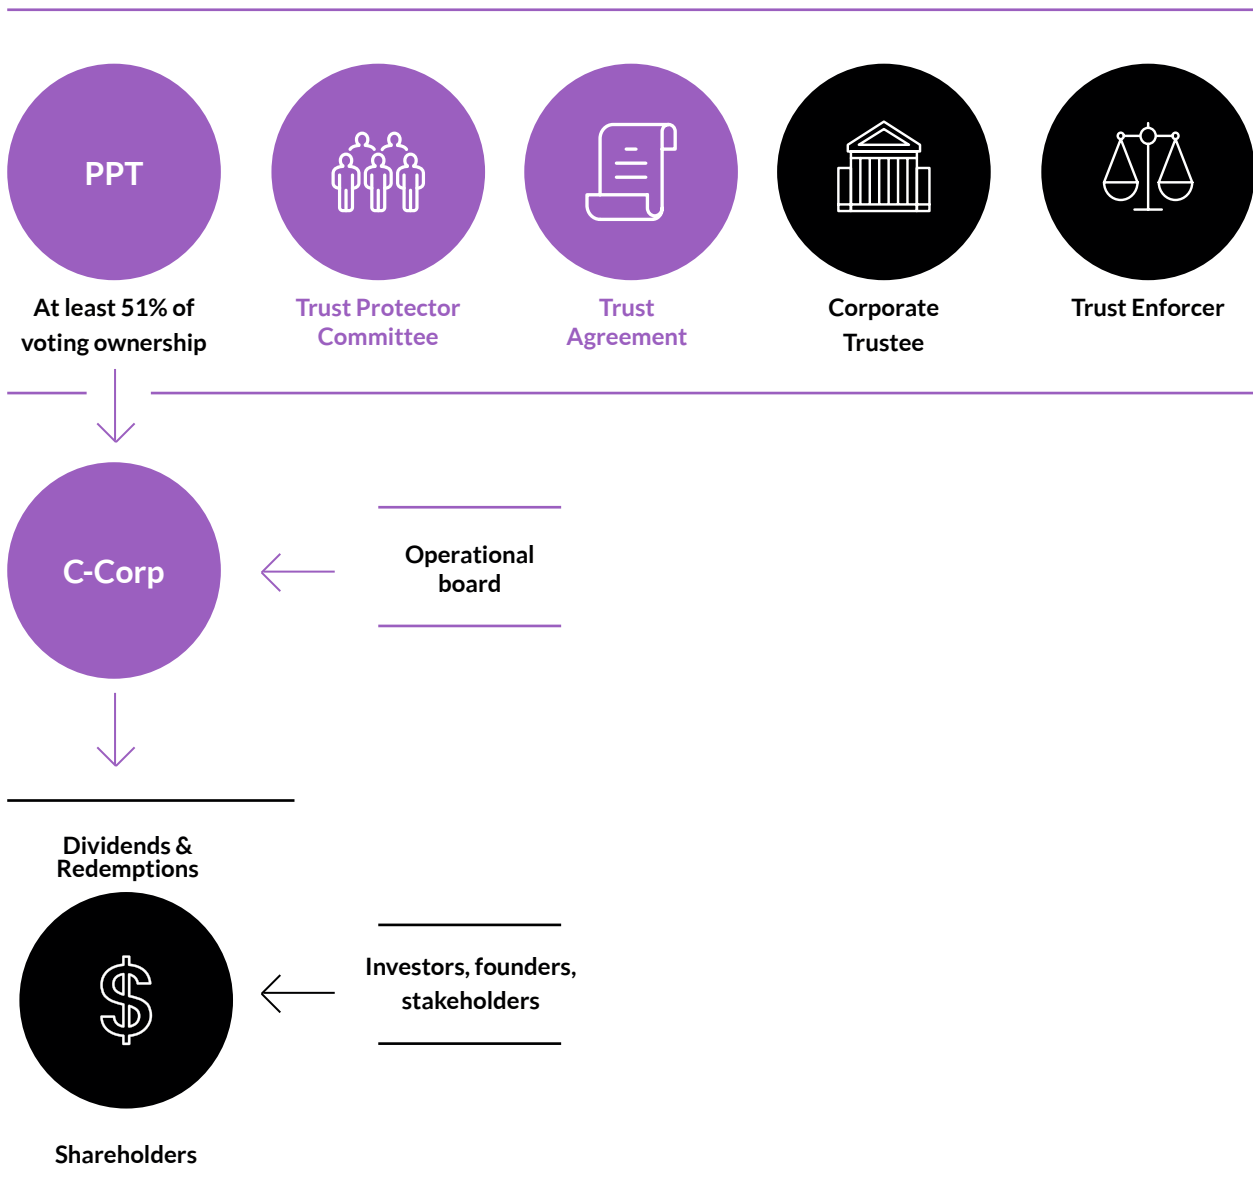 PPT
At least 51% of
voting ownership
Trust Protector
Committee
Trust
Agreement
Corporate
Trustee
Trust Enforcer
C-Corp
Operational
board
Dividends &
Redemptions
$
Investors, founders,
stakeholders
Shareholders